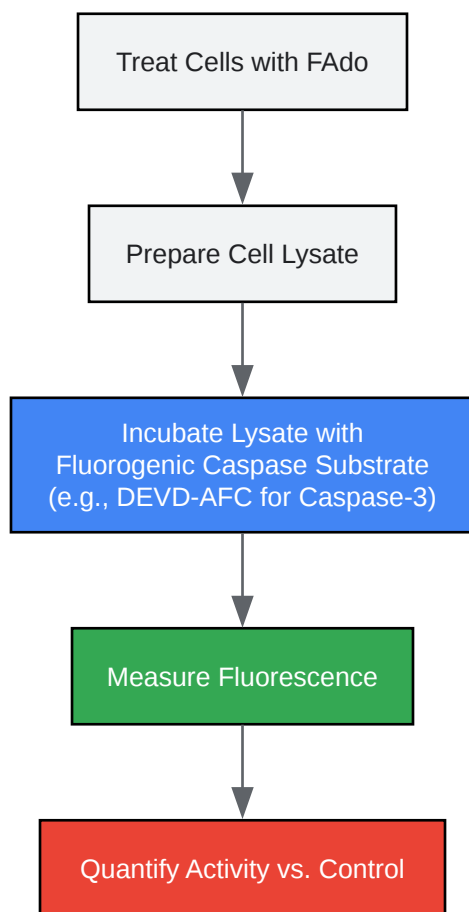 Treat Cells with FAdo
Prepare Cell Lysate
Incubate Lysate with
Fluorogenic Caspase Substrate
(e.g., DEVD-AFC for Caspase-3)
Measure Fluorescence
Quantify Activity vs. Control